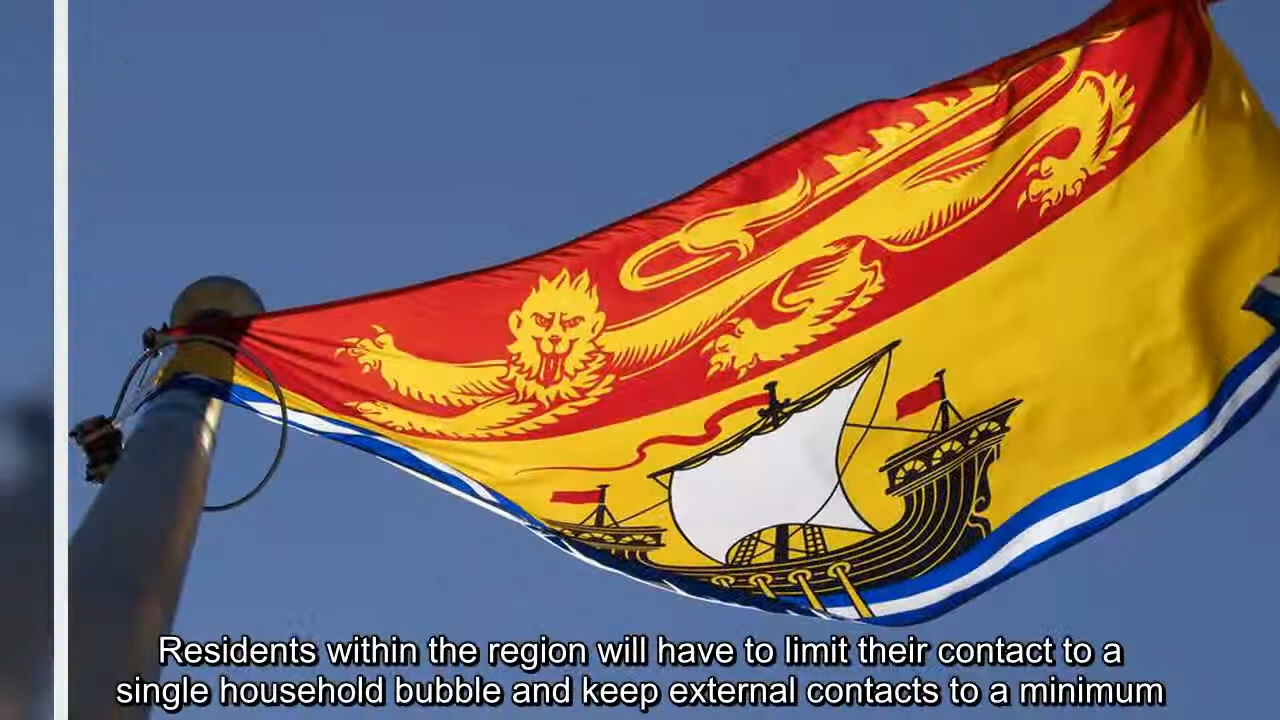 Residents within the region will have to limit their contact to a
single household bubble and keep external contacts to a minimum